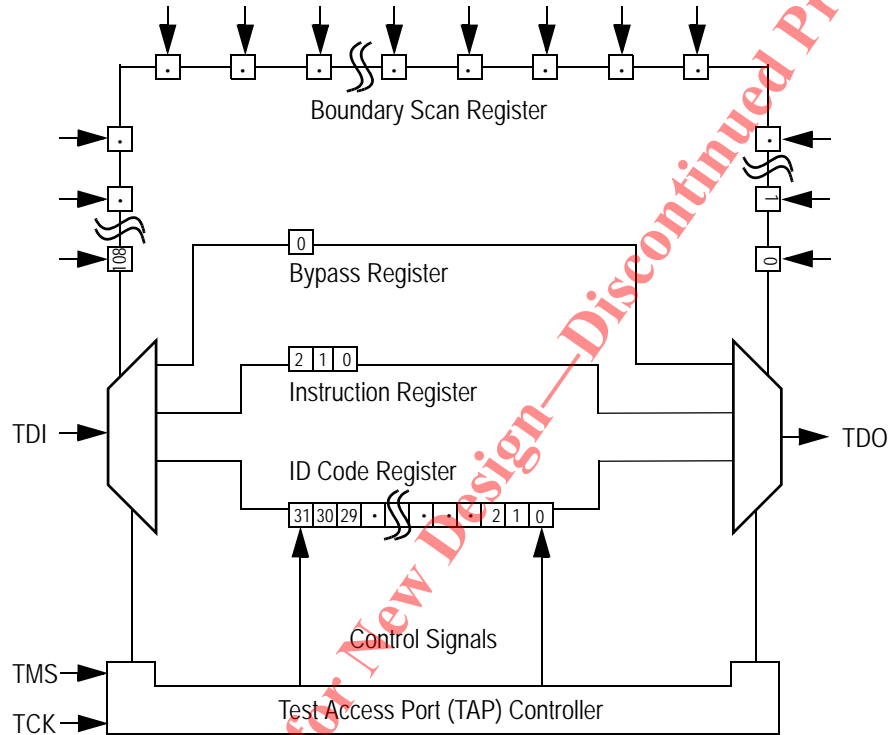 · · · · · · · ·
Boundary Scan Register
· ·
· 1
108 0
0
Bypass Register
2 1 0
Instruction Register
TDI
TDO
ID Code Register
31 30 29 · · · · 2 1 0
Control Signals
TMS
Test Access Port (TAP) Controller
TCK
for New Design—Discontinued Pr